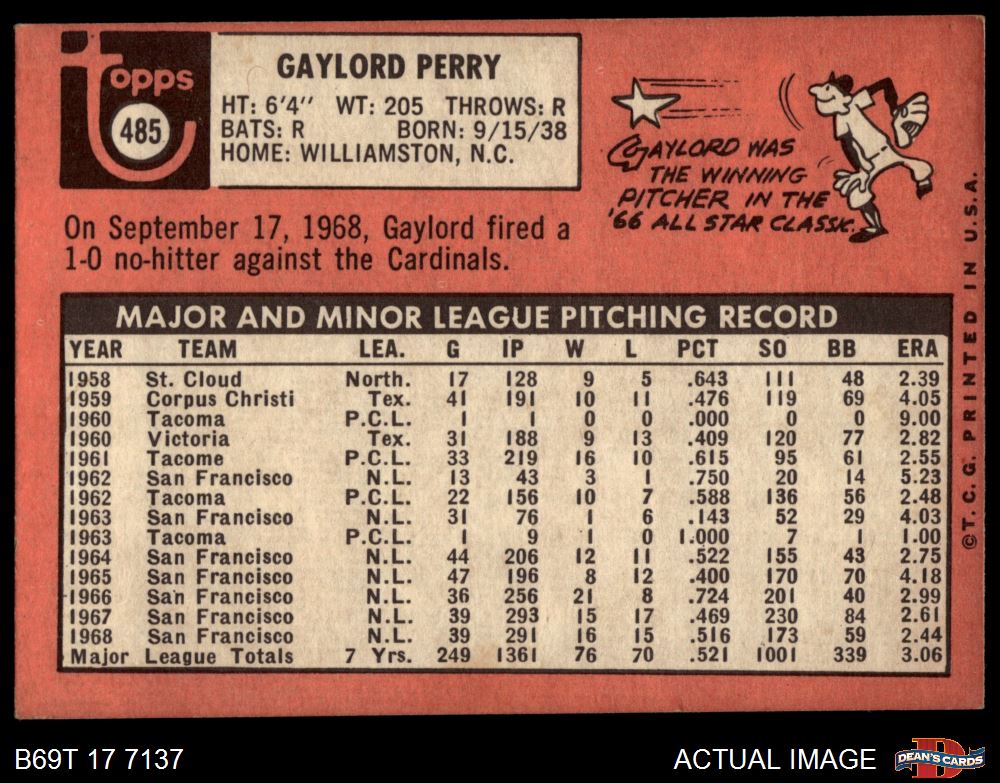 Topps
485
GAYLORD PERRY
HT: 6'4" WT: 205 THROWS: R
BATS: R BORN: 9/15/38
HOME: WILLIAMSTON, N.C.
GAYLORD WAS
THE WINNING
PITCHER IN THE
'66 ALL STAR CLASSIC.
On September 17, 1968, Gaylord fired a
1-0 no-hitter against the Cardinals.
MAJOR AND MINOR LEAGUE PITCHING RECORD
YEAR TEAM LEA. G IP W L PCT SO BB ERA
1958 St. Cloud North. 17 128 9 5 .643 111 48 2.39
1959 Corpus Christi Tex. 41 191 10 11 .476 119 69 4.05
1960 Tacoma P.C.L. 1 1 0 0 .000 0 0 9.00
1960 Victoria Tex. 31 188 9 13 .409 120 77 2.82
1961 Tacome P.C.L. 33 219 16 10 .615 95 61 2.55
1962 San Francisco N.L. 13 43 3 1 .750 20 14 5.23
1962 Tacoma P.C.L. 22 156 10 7 .588 136 56 2.48
1963 San Francisco N.L. 31 76 1 6 .143 52 29 4.03
1963 Tacoma P.C.L. 1 9 1 0 1.000 7 1 1.00
1964 San Francisco N.L. 44 206 12 11 .522 155 43 2.75
1965 San Francisco N.L. 47 196 8 12 .400 170 70 4.18
1966 San Francisco N.L. 36 256 21 8 .724 201 40 2.99
1967 San Francisco N.L. 39 293 15 17 .469 230 84 2.61
1968 San Francisco N.L. 39 291 16 15 .516 173 59 2.44
Major League Totals 7 Yrs. 249 1361 76 70 .521 1001 339 3.06
©T.C.G. PRINTED IN U.S.A.
B69T 17 7137
ACTUAL IMAGE
DEAN'S CARDS